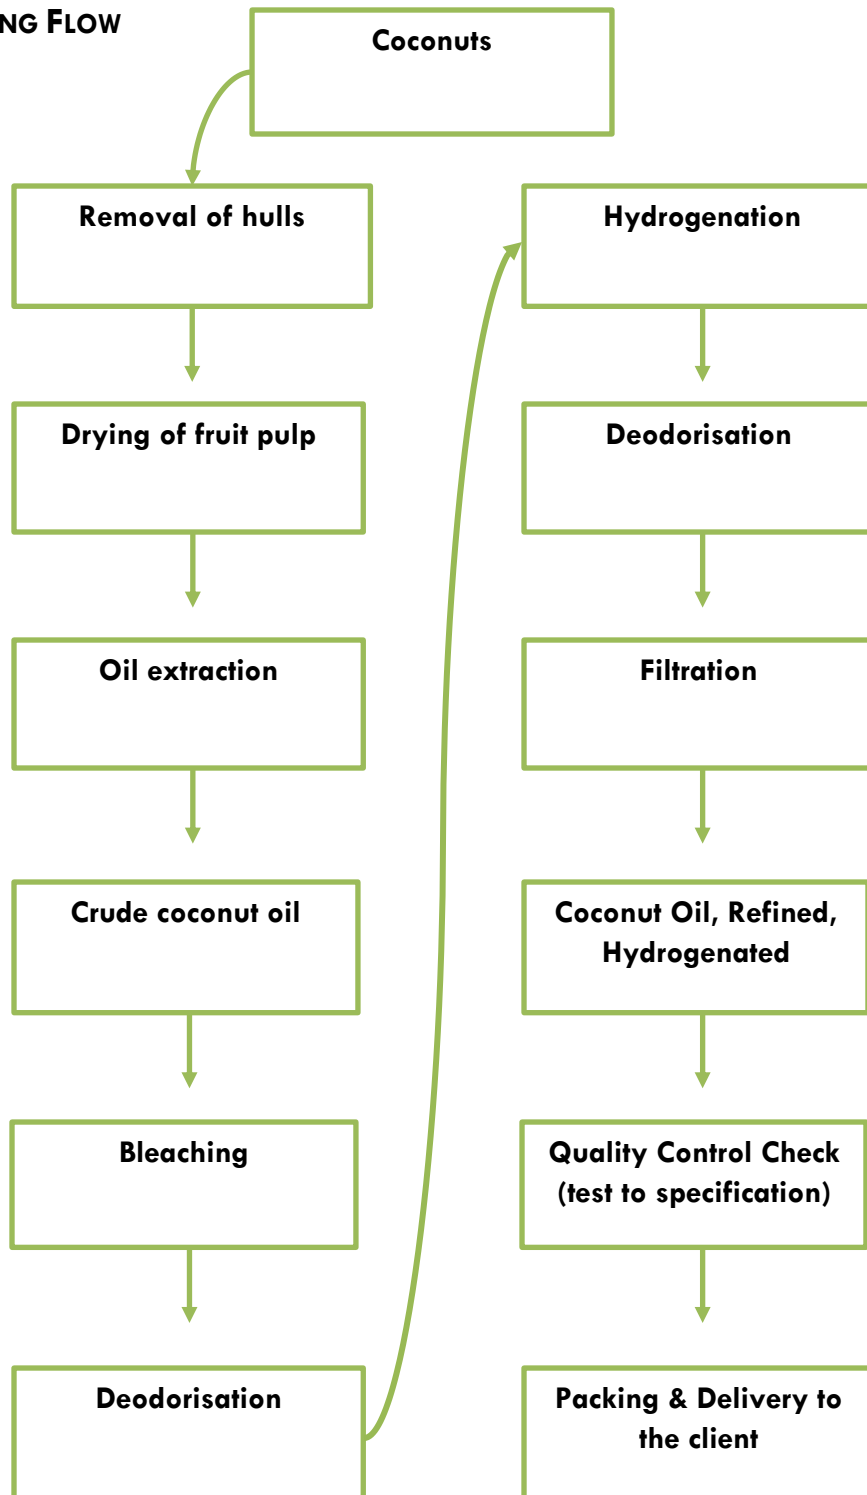 NG FLOW
Coconuts
Removal of hulls
Drying of fruit pulp
Oil extraction
Crude coconut oil
Bleaching
Deodorisation
Hydrogenation
Deodorisation
Filtration
Coconut Oil, Refined,
Hydrogenated
Quality Control Check
(test to specification)
Packing & Delivery to
the client